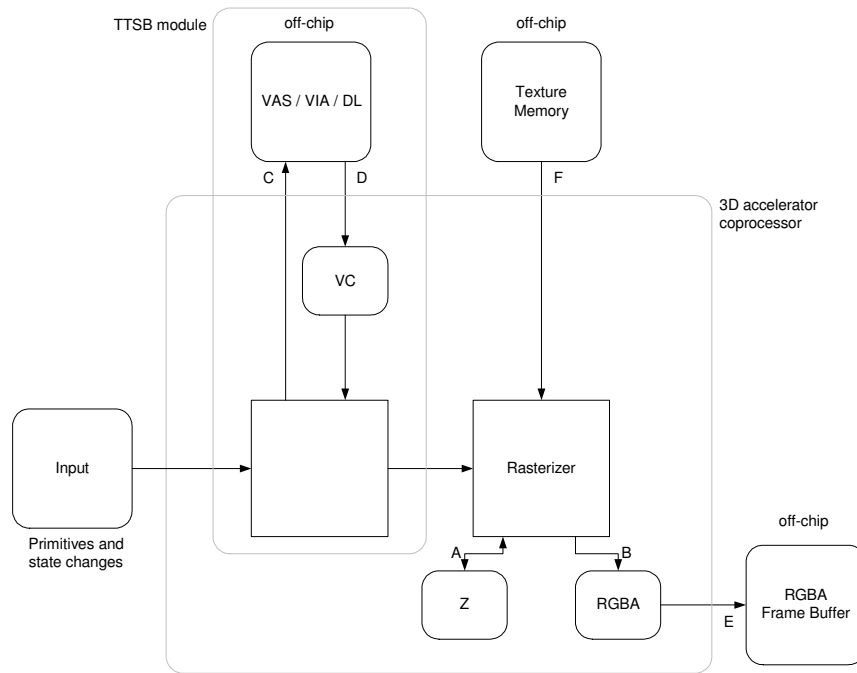 TTSB module
off-chip
off-chip
VAS / VIA / DL
Texture
Memory
C
D
F
3D accelerator
coprocessor
VC
Input
Rasterizer
Primitives and
state changes
off-chip
A
B
Z
RGBA
E
RGBA
Frame Buffer